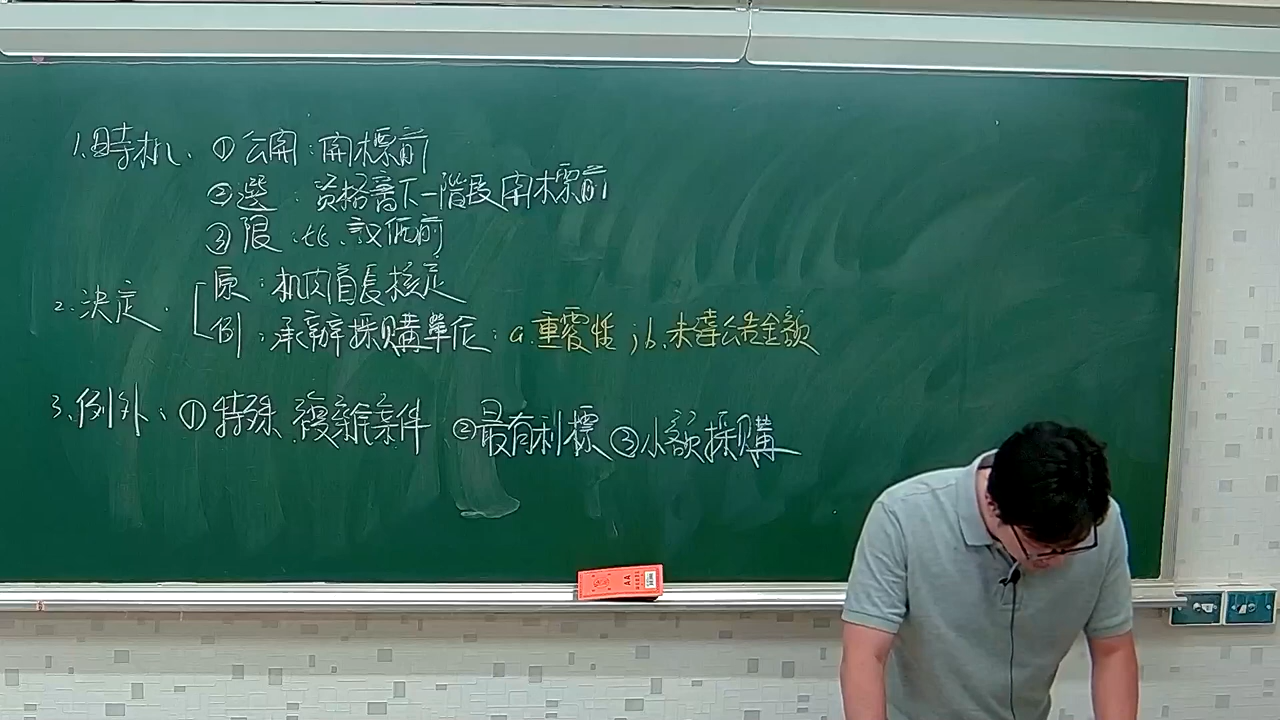 1.時机. ①公開:開標前
②選:資格審下一階段開標前
③限:比、議價前
2.決定. 原:机関首長核定
例:承辦採購單位:a.重覆性;b.未達公告金額
3.例外:①特殊.複雜案件 ②最有利標 ③小額採購
AA